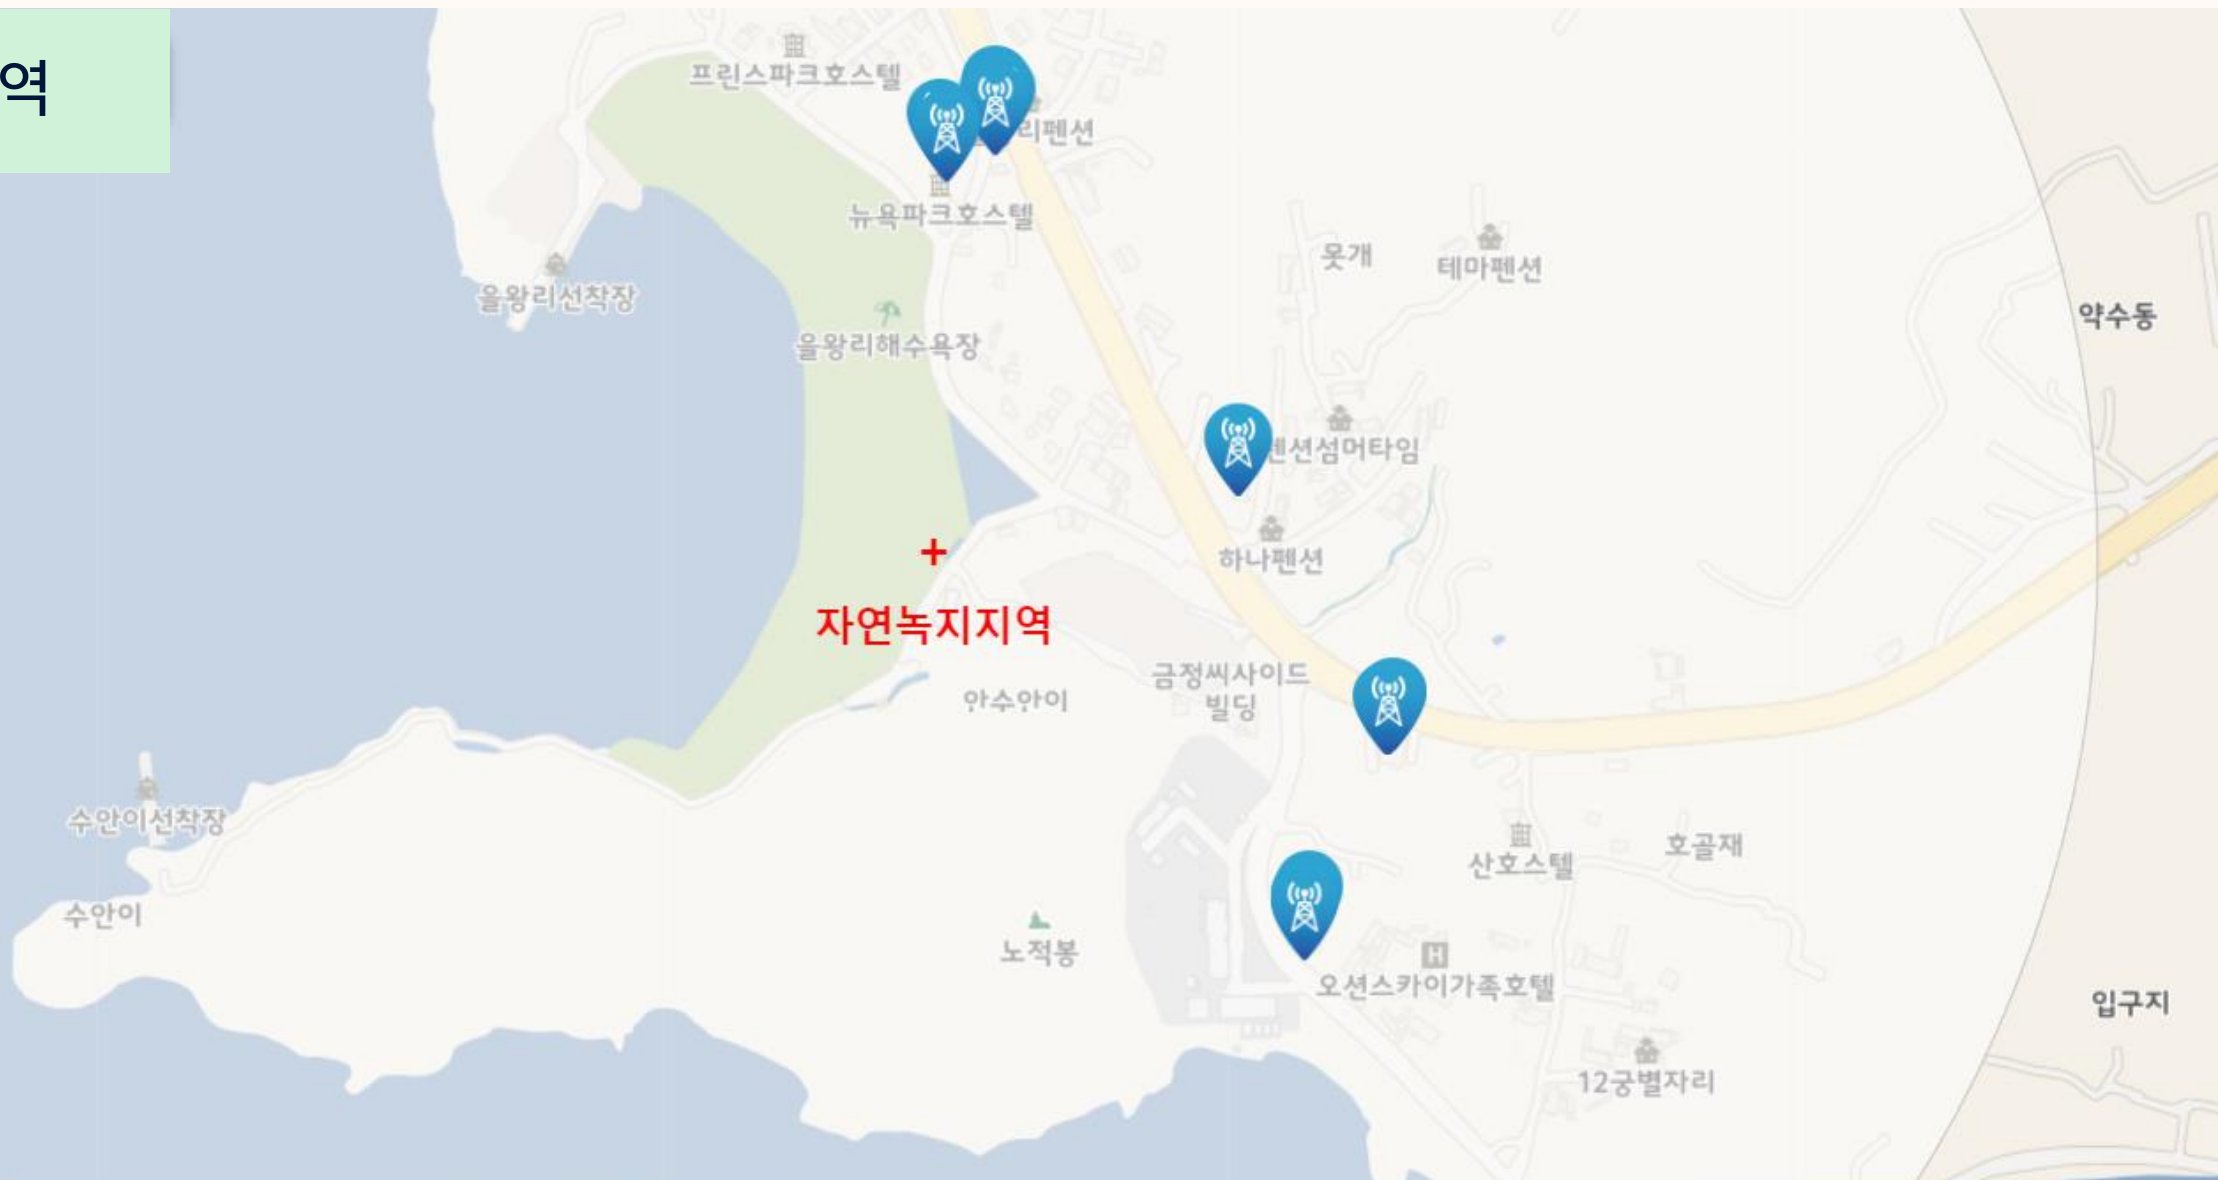 역
프린스파크호스텔
리펜션
뉴욕파크호스텔
못개
테마펜션
을왕리선착장
약수동
을왕리해수욕장
펜션섬머타임
하나펜션
자연녹지지역
금정씨사이드
빌딩
안수안이
수안이선착장
산호스텔
호골재
수안이
노적봉
H
오션스카이가족호텔
입구지
12궁별자리